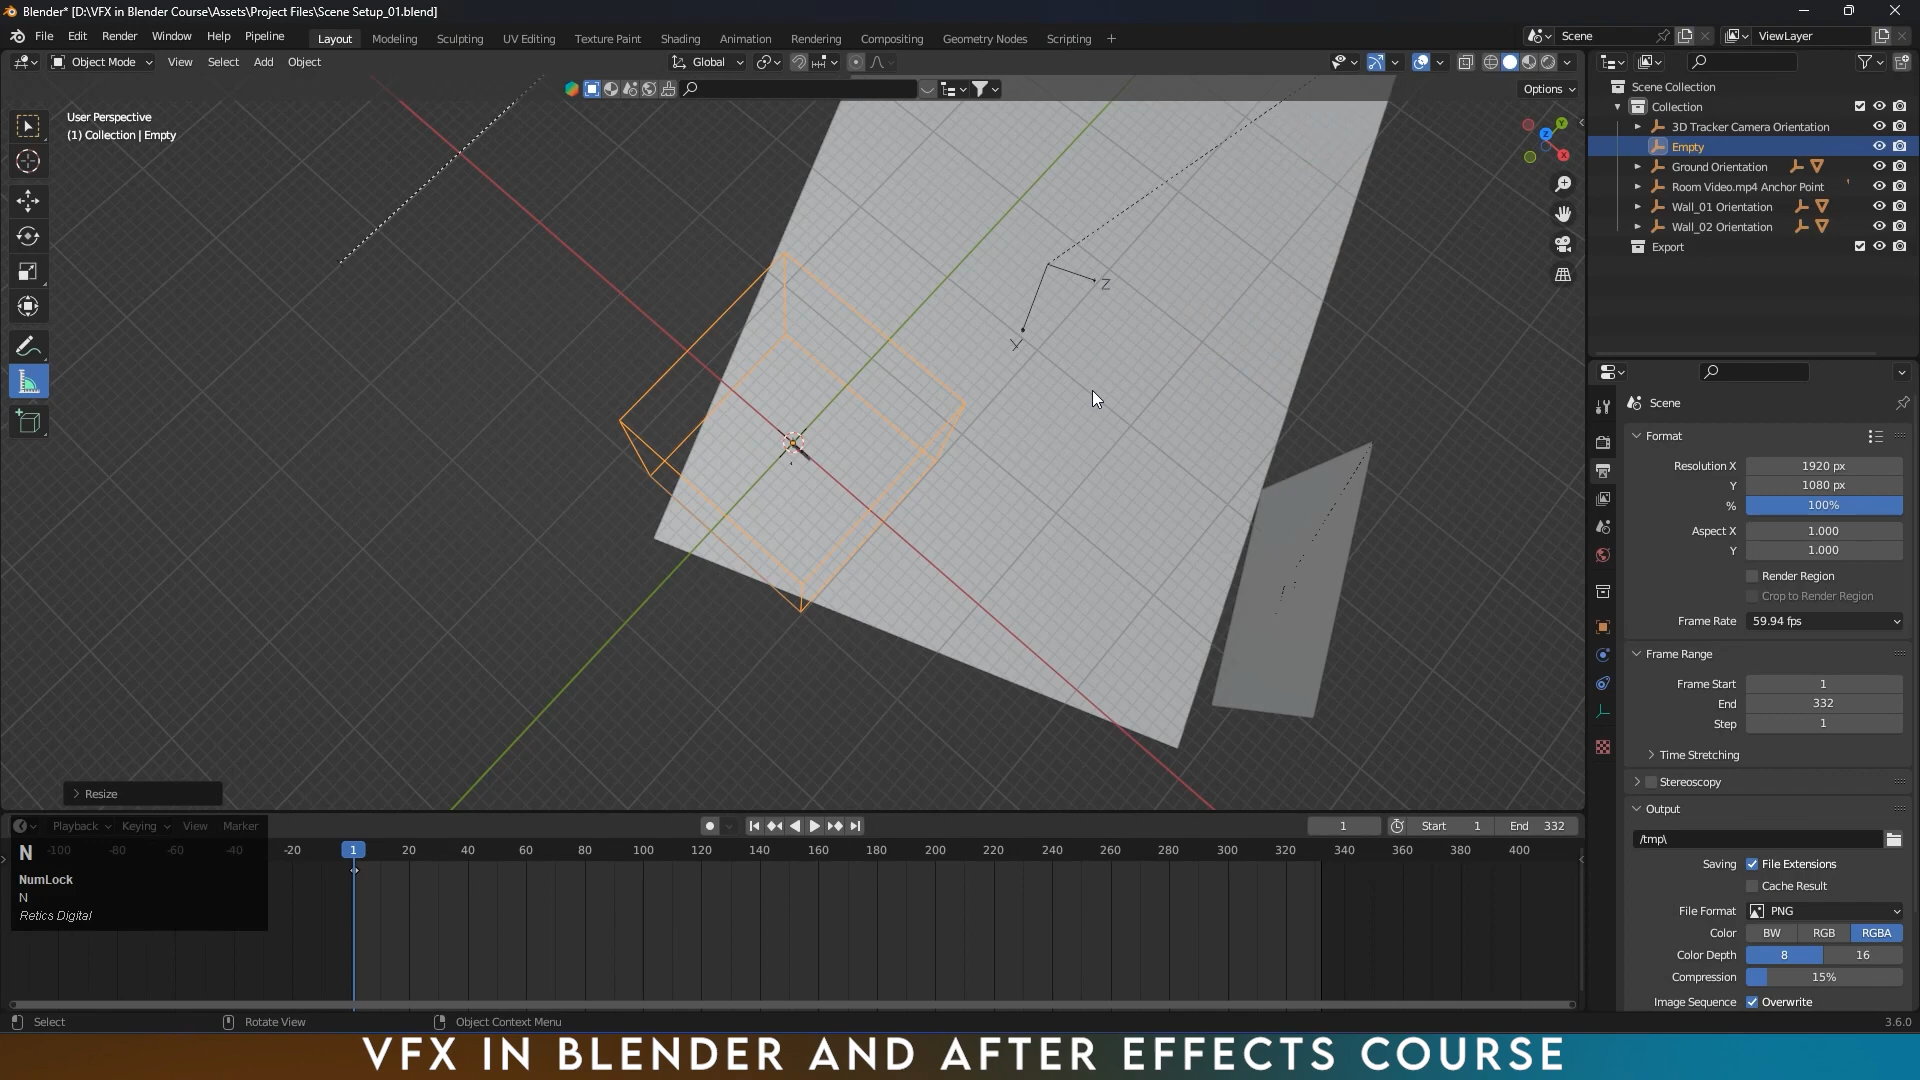 Blender* [D:\VFX in Blender Course\Assets\Project Files\Scene Setup_01.blend]
File Edit Render Window Help Pipeline Layout Modeling Sculpting UV Editing Texture Paint Shading Animation Rendering Compositing Geometry Nodes Scripting + Scene ViewLayer
Object Mode View Select Add Object Global
Options
User Perspective
(1) Collection | Empty
Z
Y
Y
X
Z
Scene Collection
Collection
3D Tracker Camera Orientation
Empty
Ground Orientation
Room Video.mp4 Anchor Point
Wall_01 Orientation
Wall_02 Orientation
Export
Scene
Format
Resolution X 1920 px
Y 1080 px
% 100%
Aspect X 1.000
Y 1.000
Render Region
Crop to Render Region
Frame Rate 59.94 fps
Frame Range
Frame Start 1
End 332
Step 1
Time Stretching
Stereoscopy
Output
/tmp\
Saving File Extensions
Cache Result
File Format PNG
Color BW RGB RGBA
Color Depth 8 16
Compression 15%
Image Sequence Overwrite
Resize
Playback Keying View Marker 1 Start 1 End 332
-100 -80 -60 -40 -20 1 20 40 60 80 100 120 140 160 180 200 220 240 260 280 300 320 340 360 380 400
N
NumLock
N
Retics Digital
Select Rotate View Object Context Menu 3.6.0
VFX IN BLENDER AND AFTER EFFECTS COURSE